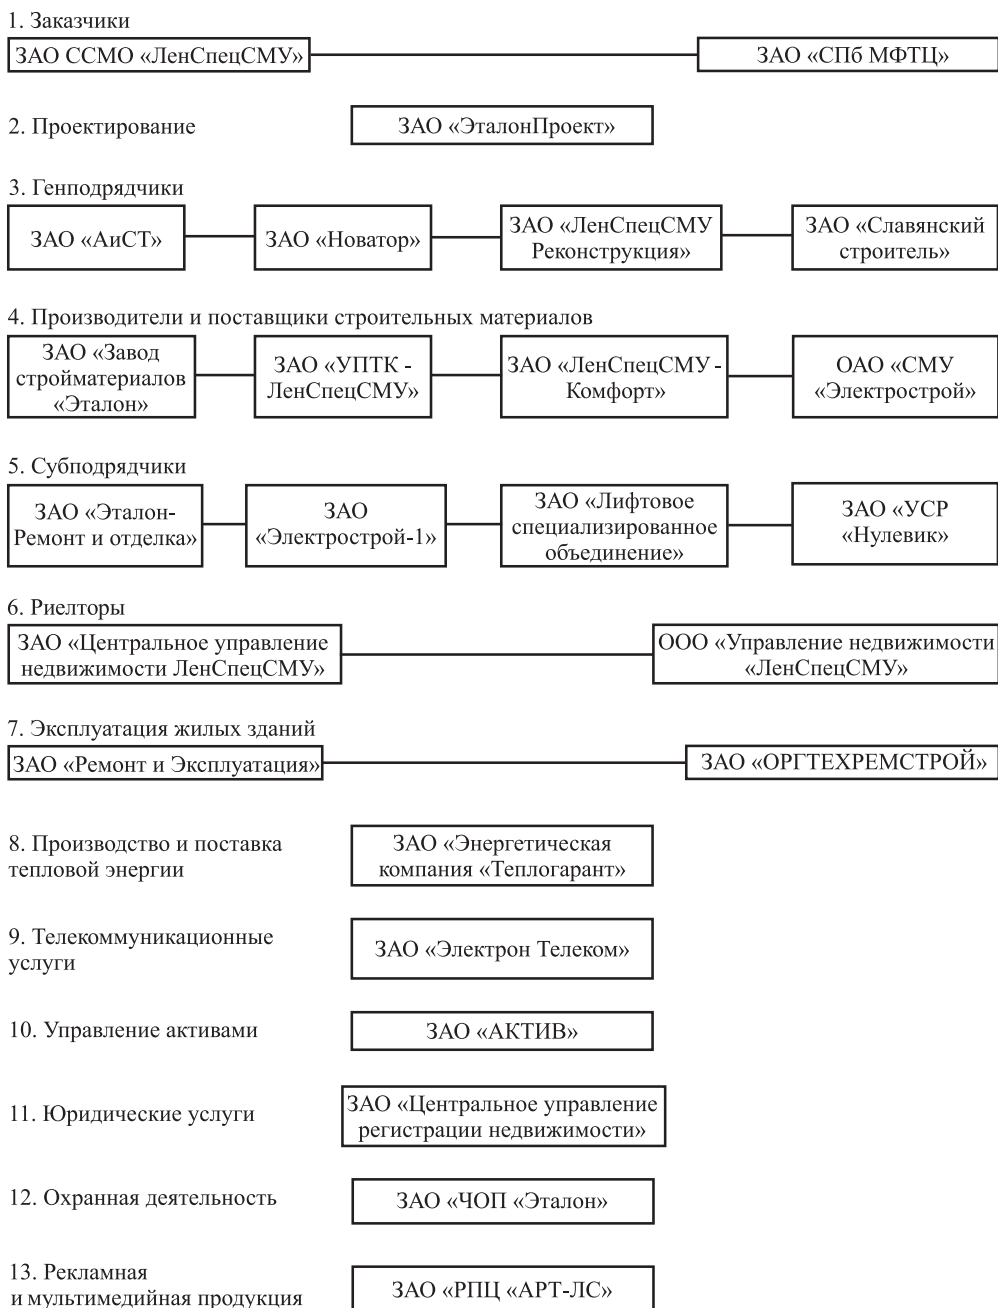 1. Заказчики
ЗАО ССМО «ЛенСпецСМУ»
ЗАО «СПб МФТЦ»
2. Проектирование
ЗАО «ЭталонПроект»
3. Генподрядчики
ЗАО «АиСТ»
ЗАО «Новатор»
ЗАО «ЛенСпецСМУ
Реконструкция»
ЗАО «Славянский
строитель»
4. Производители и поставщики строительных материалов
ЗАО «Завод
стройматериалов
«Эталон»
ЗАО «УПТК -
ЛенСпецСМУ»
ЗАО «ЛенСпецСМУ -
Комфорт»
ОАО «СМУ
«Электрострой»
5. Субподрядчики
ЗАО «Эталон-
Ремонт и отделка»
ЗАО
«Электрострой-1»
ЗАО «Лифтовое
специализированное
объединение»
ЗАО «УСР
«Нулевик»
6. Риелторы
ЗАО «Центральное управление
недвижимости ЛенСпецСМУ»
ООО «Управление недвижимости
«ЛенСпецСМУ»
7. Эксплуатация жилых зданий
ЗАО «Ремонт и Эксплуатация»
ЗАО «ОРГТЕХРЕМСТРОЙ»
8. Производство и поставка
тепловой энергии
ЗАО «Энергетическая
компания «Теплогарант»
9. Телекоммуникационные
услуги
ЗАО «Электрон Телеком»
10. Управление активами
ЗАО «АКТИВ»
11. Юридические услуги
ЗАО «Центральное управление
регистрации недвижимости»
12. Охранная деятельность
ЗАО «ЧОП «Эталон»
13. Рекламная
и мультимедийная продукция
ЗАО «РПЦ «АРТ-ЛС»